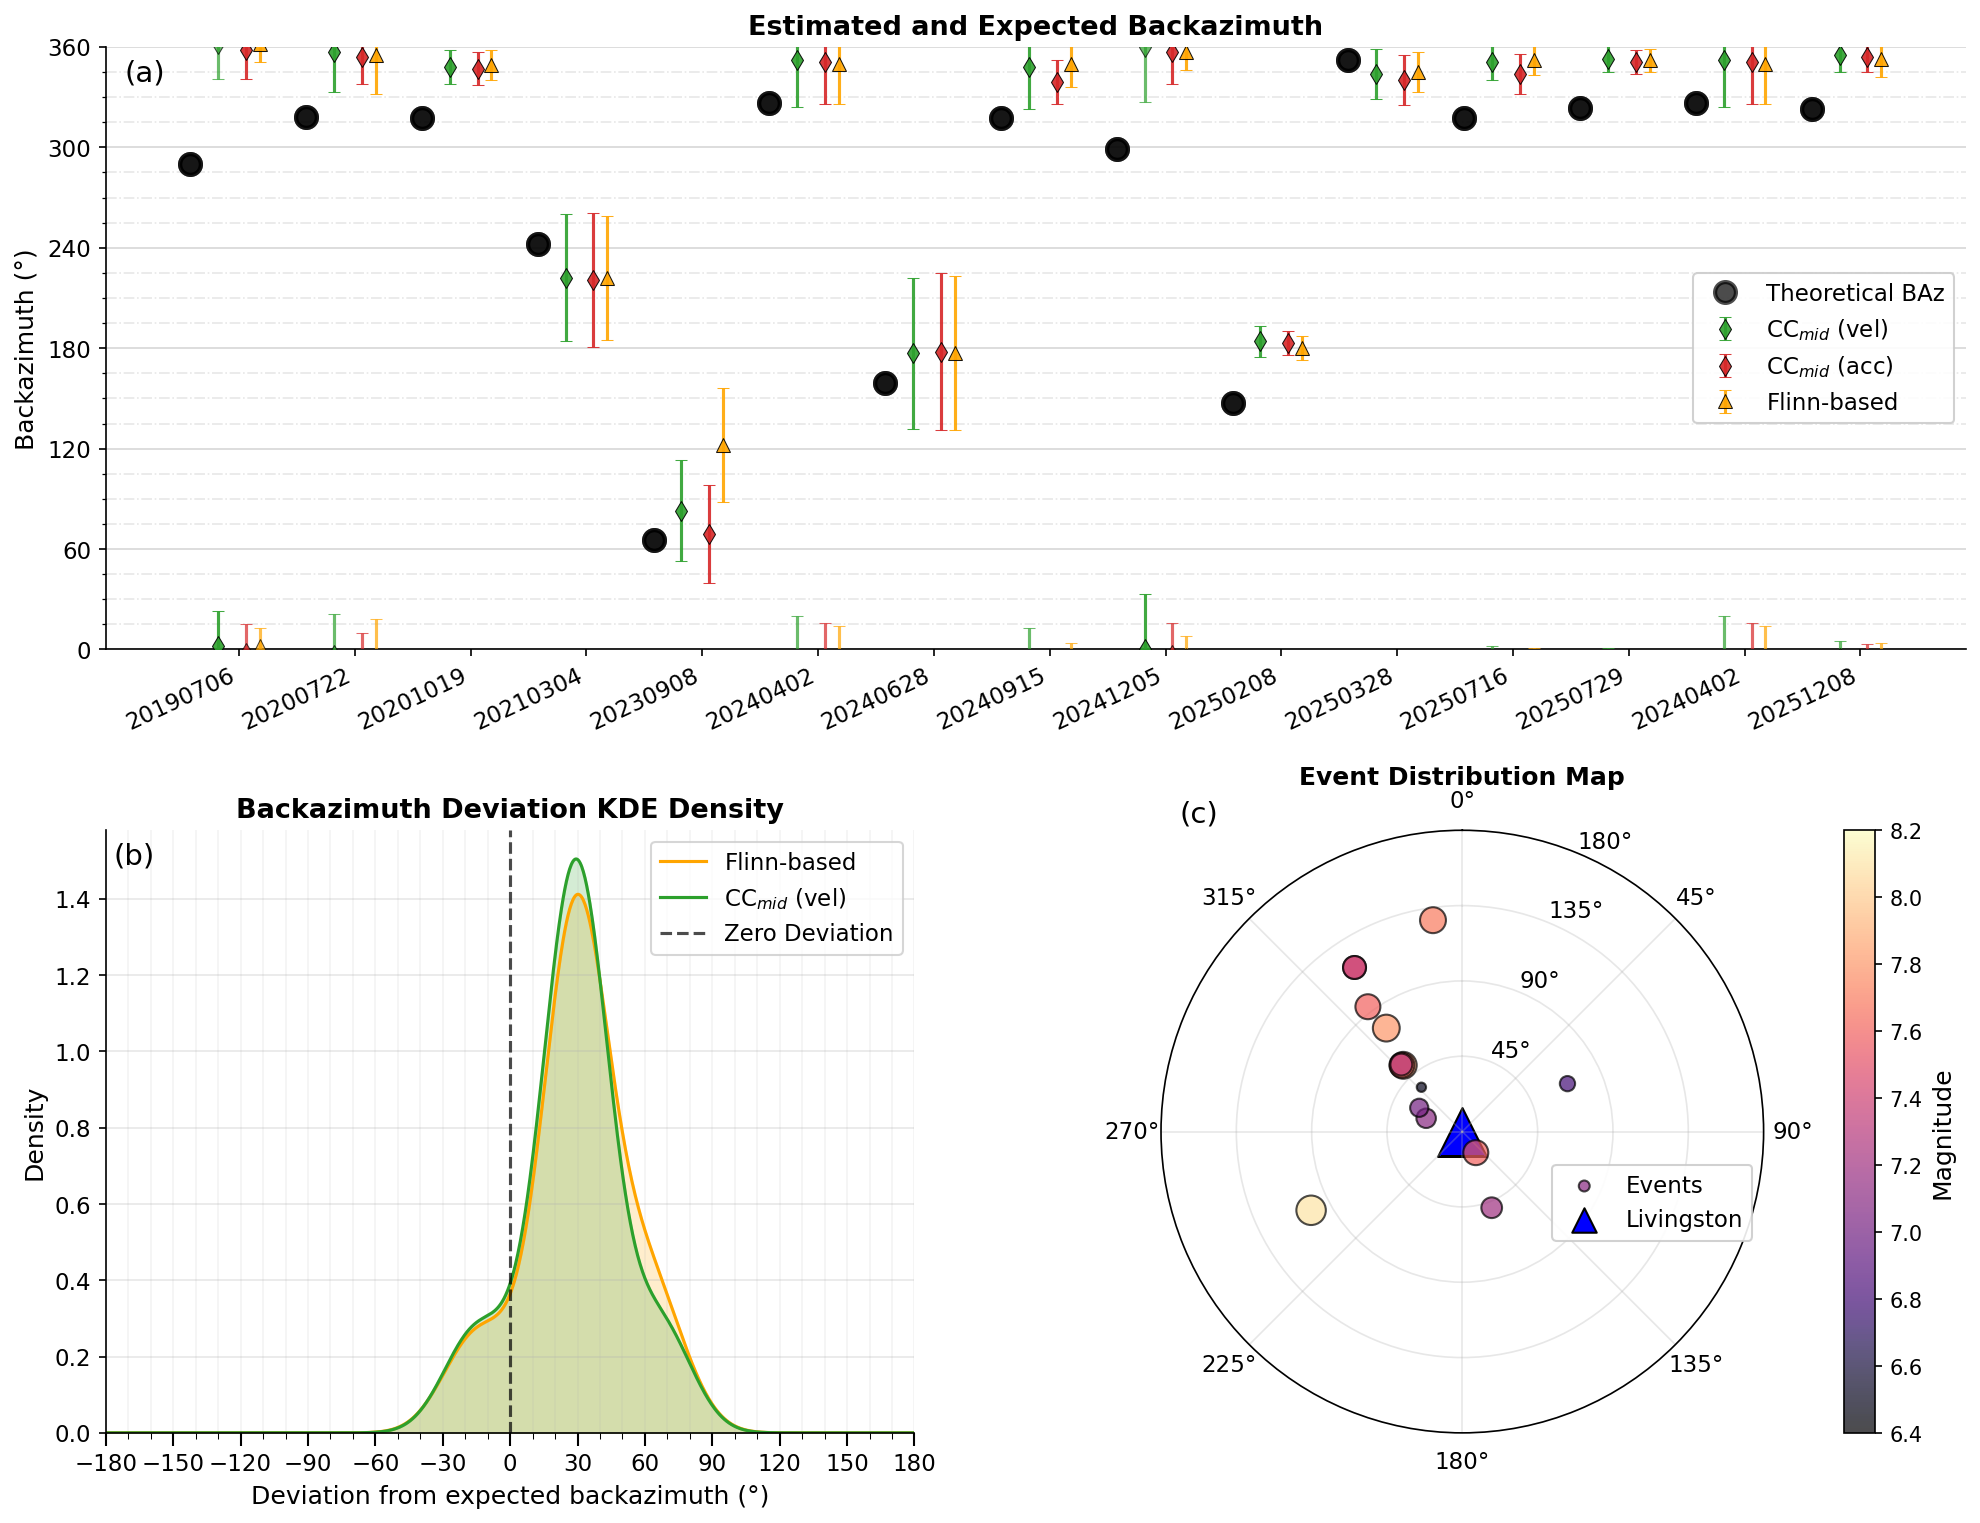 Estimated and Expected Backazimuth
(a)
360
300
240
180
120
60
0
Backazimuth (°)
Theoretical BAz
CCmid (vel)
CCmid (acc)
Flinn-based
20190706
20200722
20201019
20210304
20230908
20240402
20240628
20240915
20241205
20250208
20250328
20250716
20250729
20240402
20251208
Backazimuth Deviation KDE Density
(b)
Flinn-based
CCmid (vel)
Zero Deviation
1.4
1.2
1.0
0.8
0.6
0.4
0.2
0.0
Density
−180 −150 −120 −90 −60 −30 0 30 60 90 120 150 180
Deviation from expected backazimuth (°)
Event Distribution Map
(c)
0°
180°
315°
45°
135°
90°
45°
270°
90°
225°
135°
180°
Events
Livingston
8.2
8.0
7.8
7.6
7.4
7.2
7.0
6.8
6.6
6.4
Magnitude